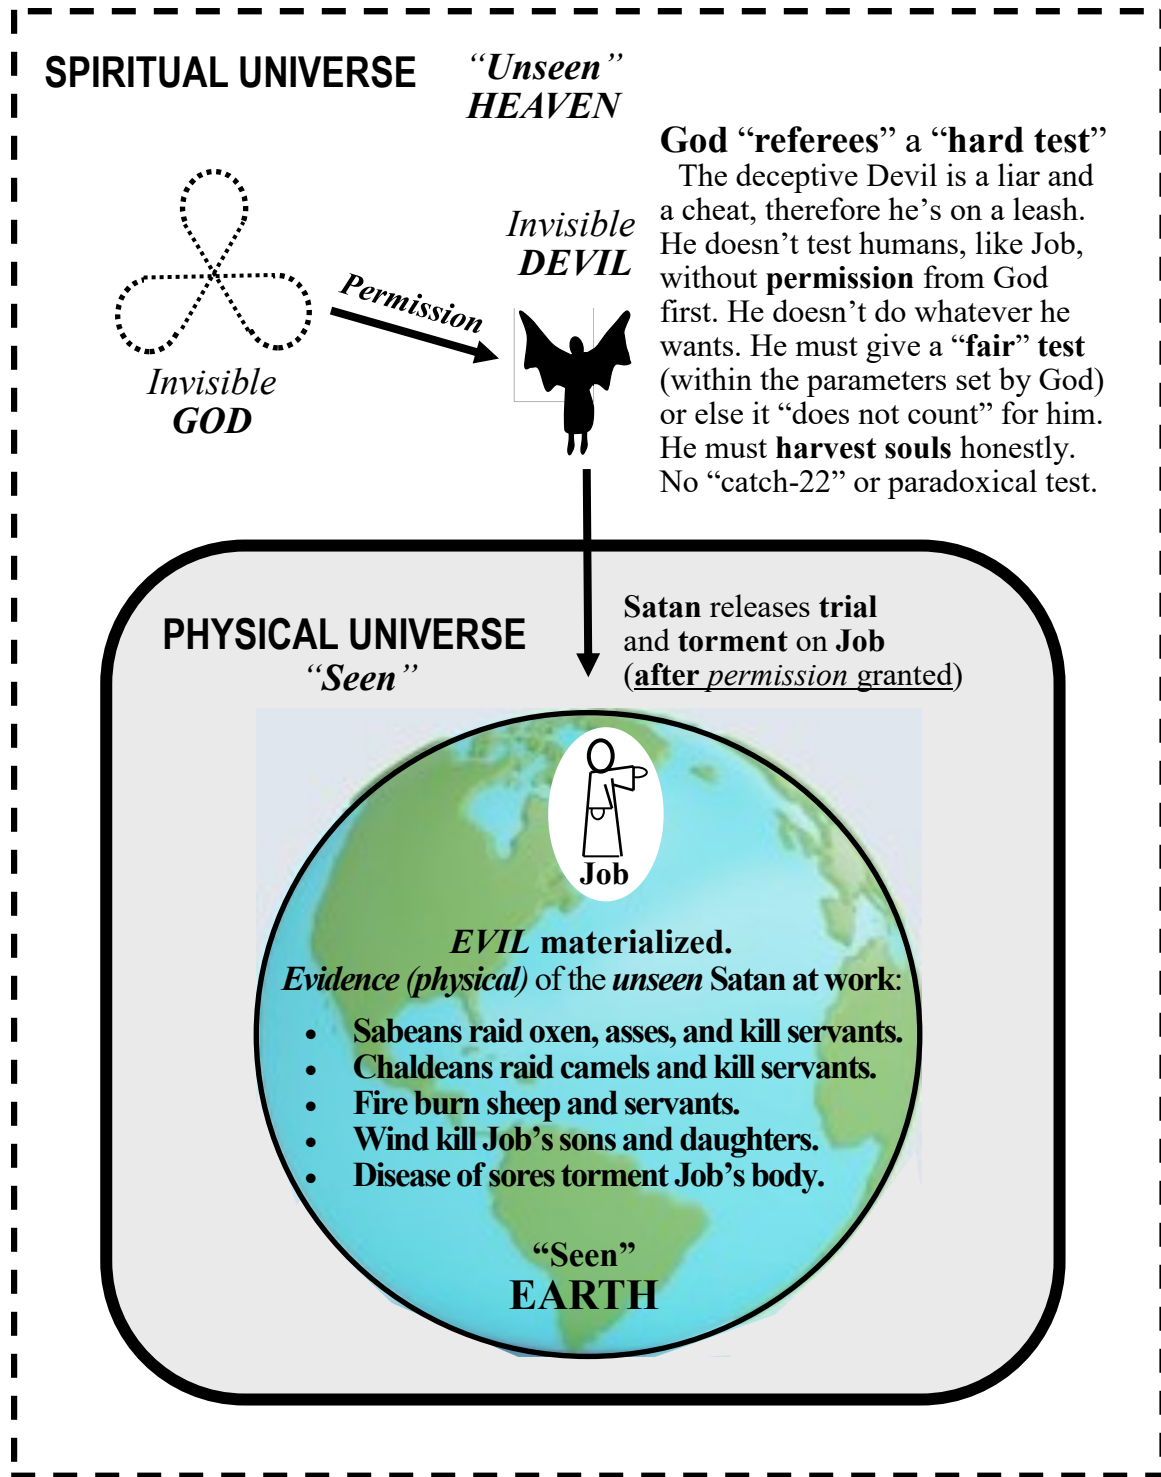 SPIRITUAL UNIVERSE
“Unseen”
HEAVEN
God “referees” a “hard test”
The deceptive Devil is a liar and
a cheat, therefore he’s on a leash.
He doesn’t test humans, like Job,
without permission from God
first. He doesn’t do whatever he
wants. He must give a “fair” test
(within the parameters set by God)
or else it “does not count” for him.
He must harvest souls honestly.
No “catch-22” or paradoxical test.
Invisible
GOD
Permission
Invisible
DEVIL
PHYSICAL UNIVERSE
“Seen”
Satan releases trial
and torment on Job
(after permission granted)
Job
EVIL materialized.
Evidence (physical) of the unseen Satan at work:
• Sabeans raid oxen, asses, and kill servants.
• Chaldeans raid camels and kill servants.
• Fire burn sheep and servants.
• Wind kill Job’s sons and daughters.
• Disease of sores torment Job’s body.
“Seen”
EARTH